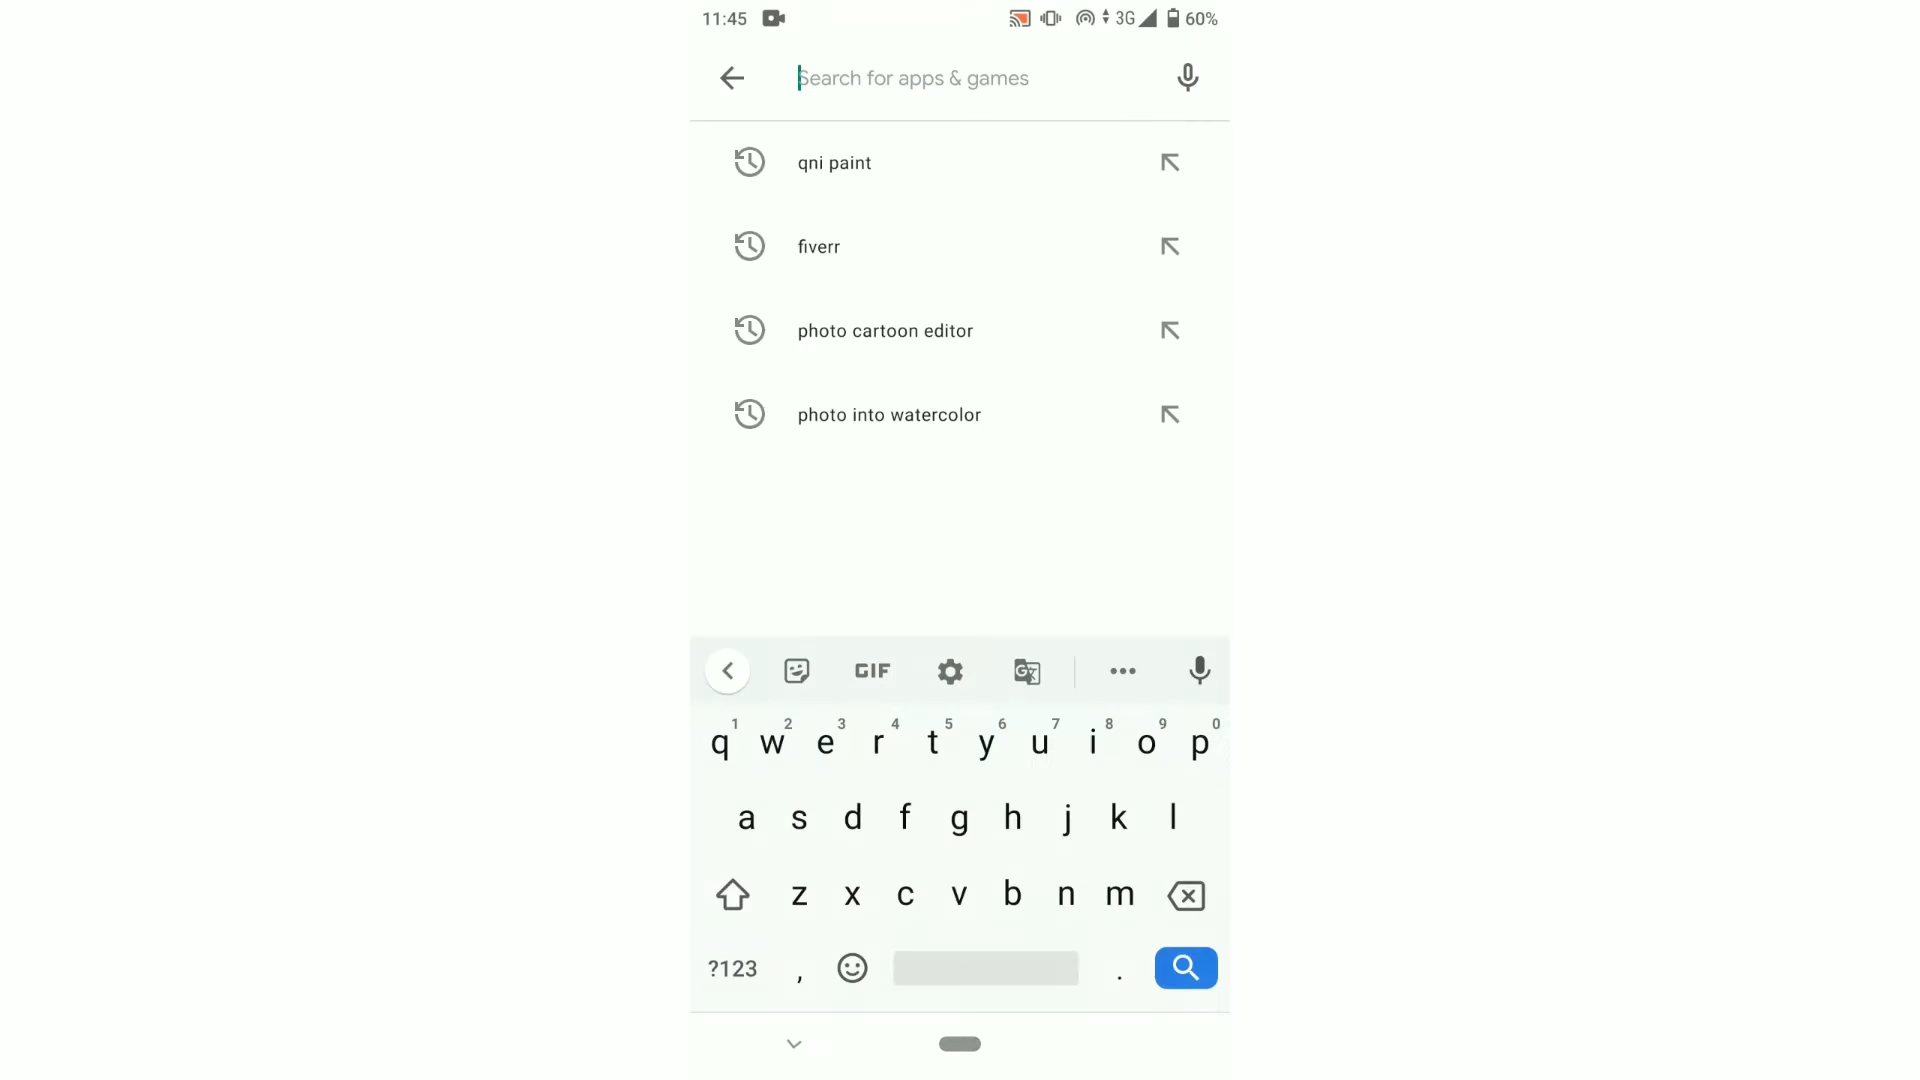 11:45 3G 60%
Search for apps & games
qni paint
fiverr
photo cartoon editor
photo into watercolor
GIF
1 2 3 4 5 6 7 8 9 0
q w e r t y u i o p
a s d f g h j k l
z x c v b n m
?123 , .